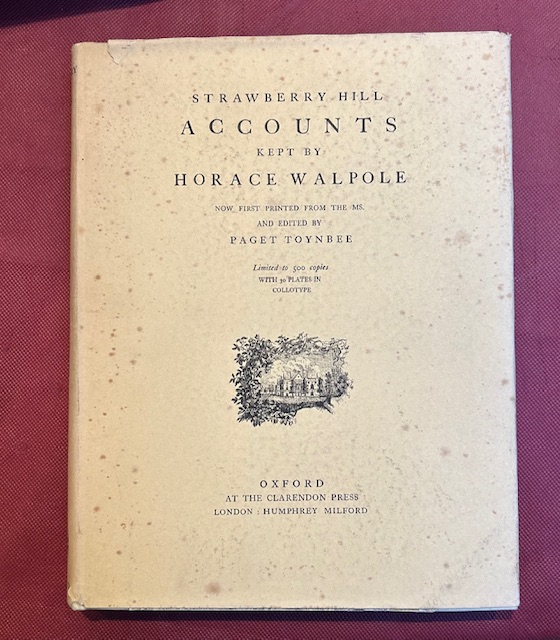 STRAWBERRY HILL
ACCOUNTS
KEPT BY
HORACE WALPOLE
NOW FIRST PRINTED FROM THE MS.
AND EDITED BY
PAGET TOYNBEE
Limited to 500 copies
WITH 30 PLATES IN
COLLOTYPE
OXFORD
AT THE CLARENDON PRESS
LONDON : HUMPHREY MILFORD